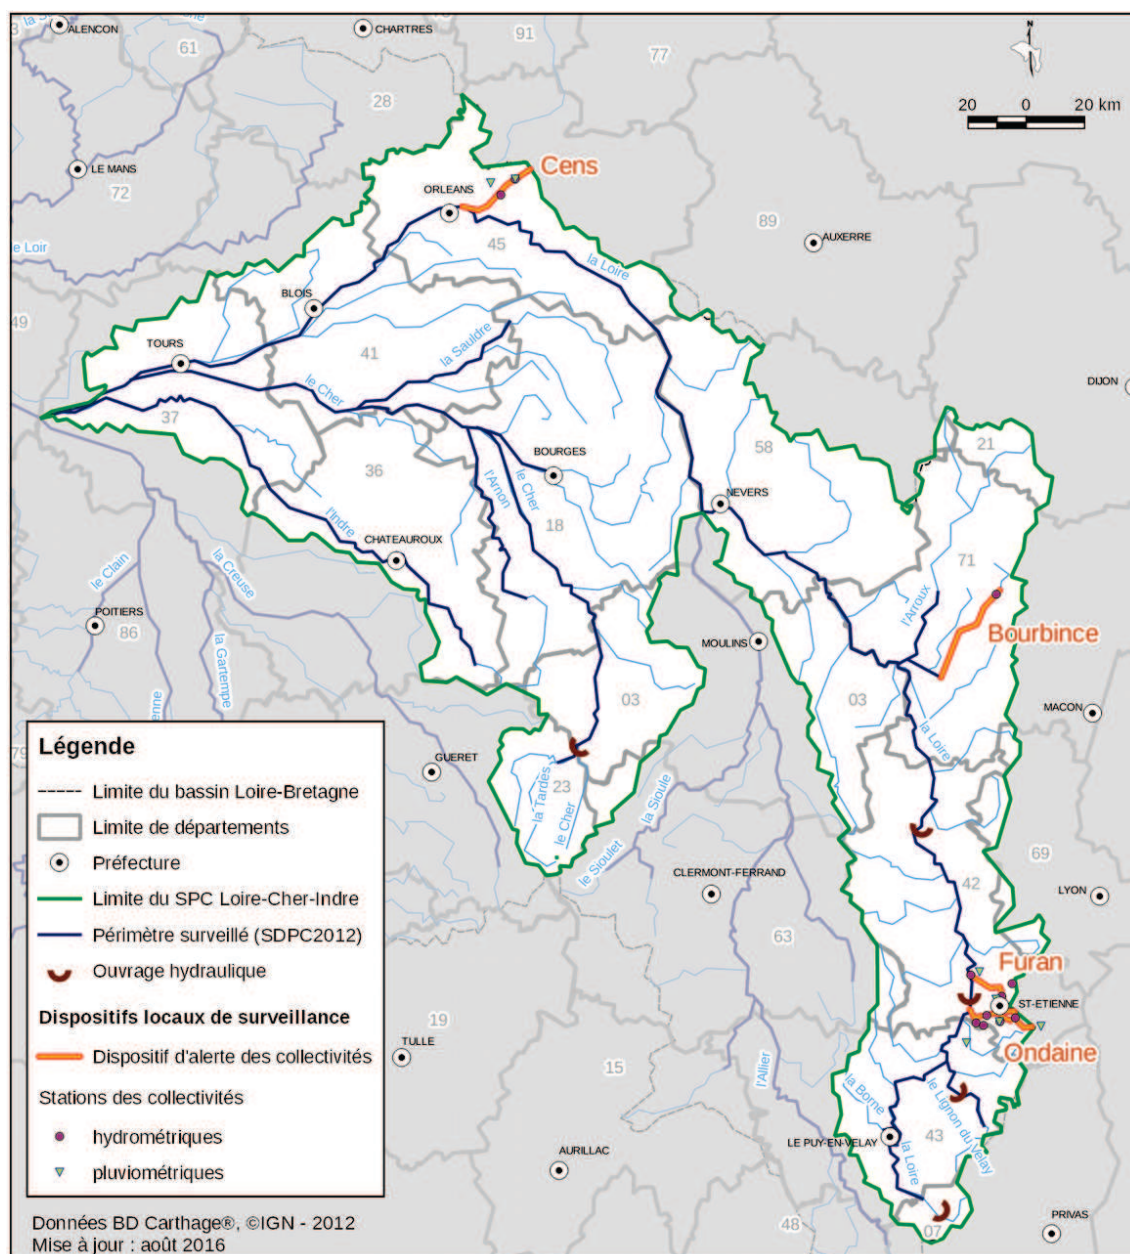 ALENCON
CHARTRES
61
91
77
28
N
20 0 20 km
LE MANS
72
Cens
ORLEANS
89
AUXERRE
45
e Loir
la Loire
BLOIS
49
TOURS
41
la Sauldre
DIJON
le Cher
37
21
58
BOURGES
36
le Cher
l'Arnon
NEVERS
18
l'Indre
CHATEAUROUX
71
la Creuse
le Clain
l'Arroux
POITIERS
86
Bourbince
MOULINS
la Gartempe
03
03
MACON
enne
la Loire
79
GUERET
23
la Tardes
le Cher
la Sioule
le Sioulet
69
CLERMONT-FERRAND
42
LYON
63
Furan
ST-ETIENNE
19
TULLE
Ondaine
15
l'Allier
la Borne
le Lignon du Velay
LE PUY-EN-VELAY
43
AURILLAC
la Loire
48
07
PRIVAS
Légende
Limite du bassin Loire-Bretagne
Limite de départements
Préfecture
Limite du SPC Loire-Cher-Indre
Périmètre surveillé (SDPC2012)
Ouvrage hydraulique
Dispositifs locaux de surveillance
Dispositif d'alerte des collectivités
Stations des collectivités
hydrométriques
pluviométriques
Données BD Carthage®, ©IGN - 2012
Mise à jour : août 2016